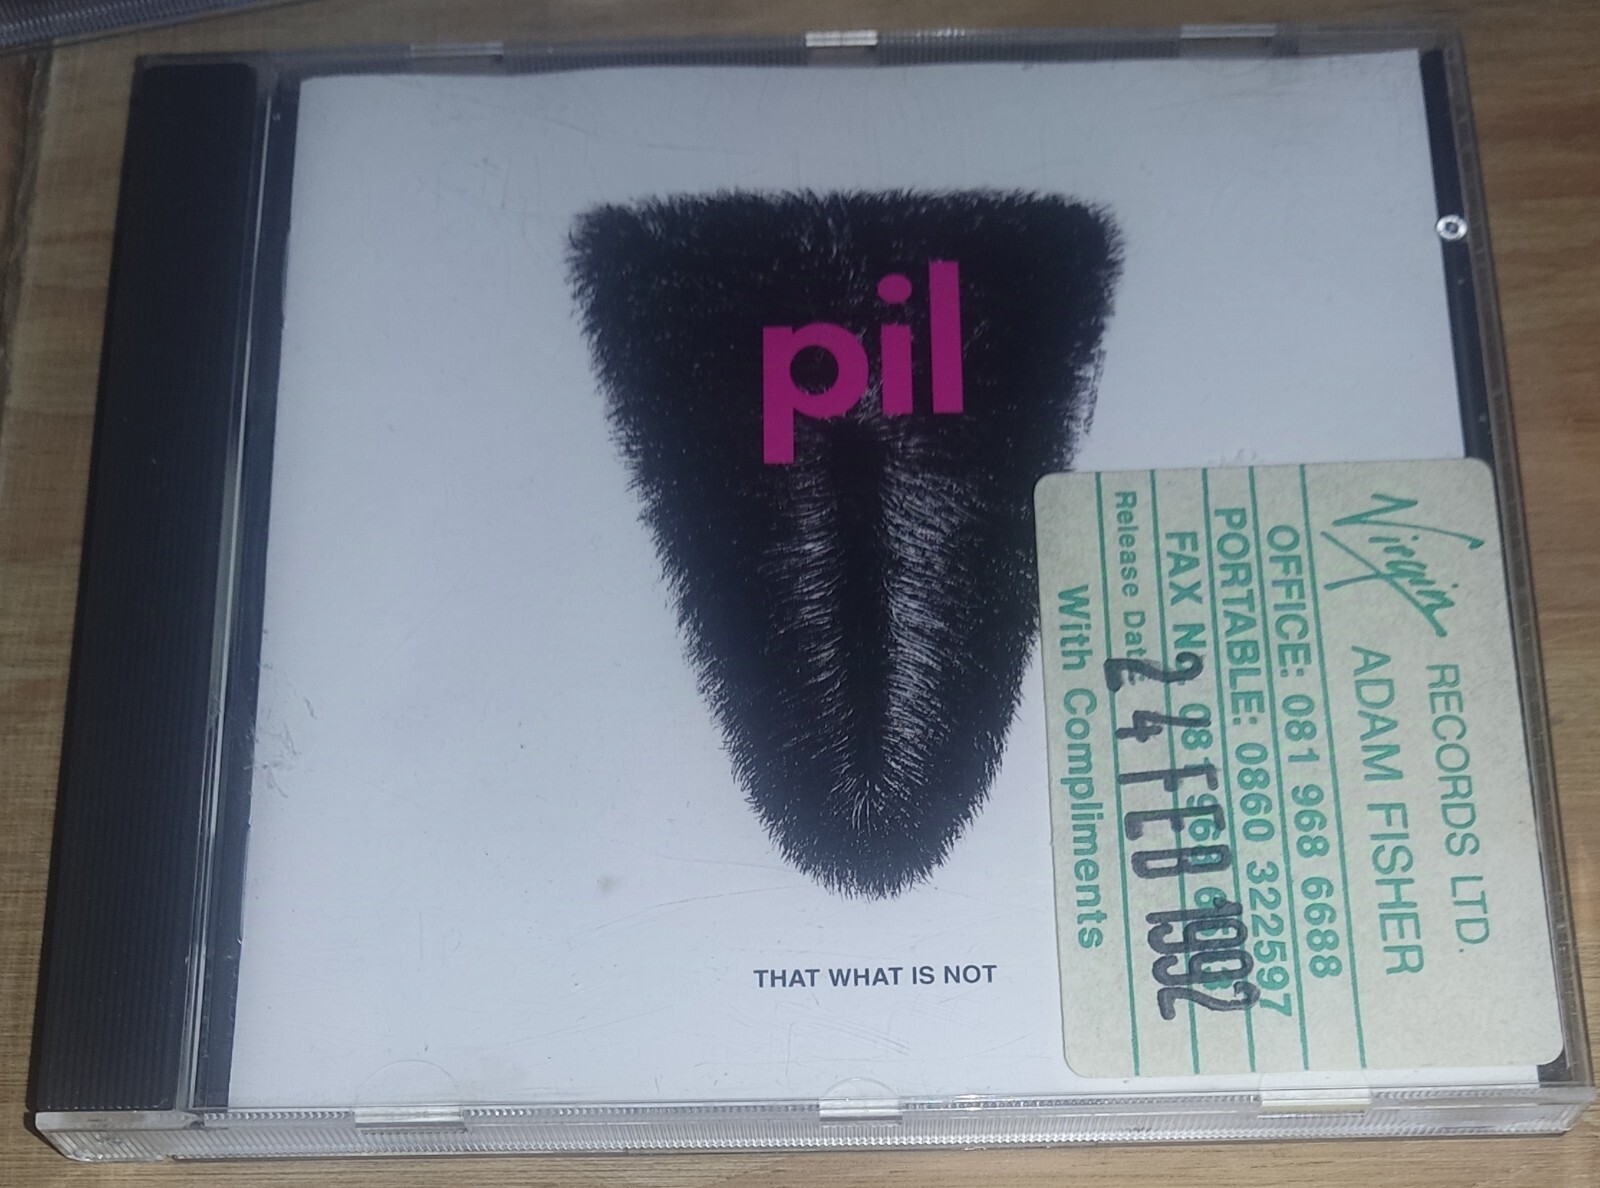 pil
THAT WHAT IS NOT
Virgin RECORDS LTD.
ADAM FISHER
OFFICE: 081 968 6688
PORTABLE: 0860 322597
FAX No 081 968
Release Date
24 FEB 1992
With Compliments